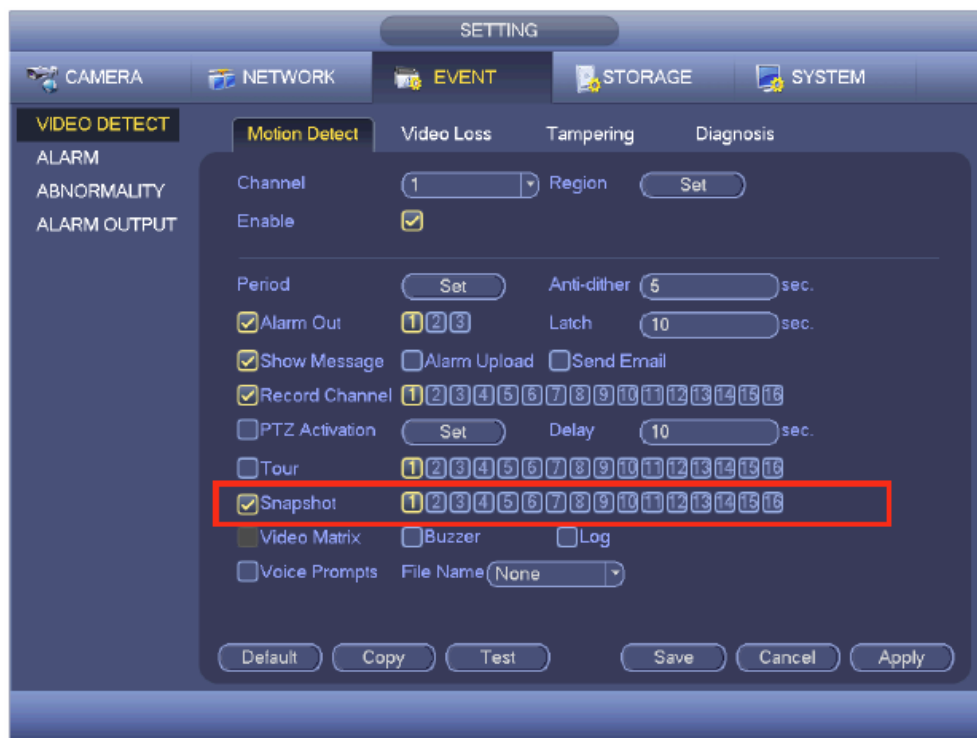 SETTING
CAMERA NETWORK EVENT STORAGE SYSTEM
VIDEO DETECT
ALARM
ABNORMALITY
ALARM OUTPUT
Motion Detect Video Loss Tampering Diagnosis
Channel 1 Region Set
Enable
Period Set Anti-dither 5 sec.
Alarm Out 1 2 3 Latch 10 sec.
Show Message Alarm Upload Send Email
Record Channel 1 2 3 4 5 6 7 8 9 10 11 12 13 14 15 16
PTZ Activation Set Delay 10 sec.
Tour 1 2 3 4 5 6 7 8 9 10 11 12 13 14 15 16
Snapshot 1 2 3 4 5 6 7 8 9 10 11 12 13 14 15 16
Video Matrix Buzzer Log
Voice Prompts File Name None
Default Copy Test Save Cancel Apply